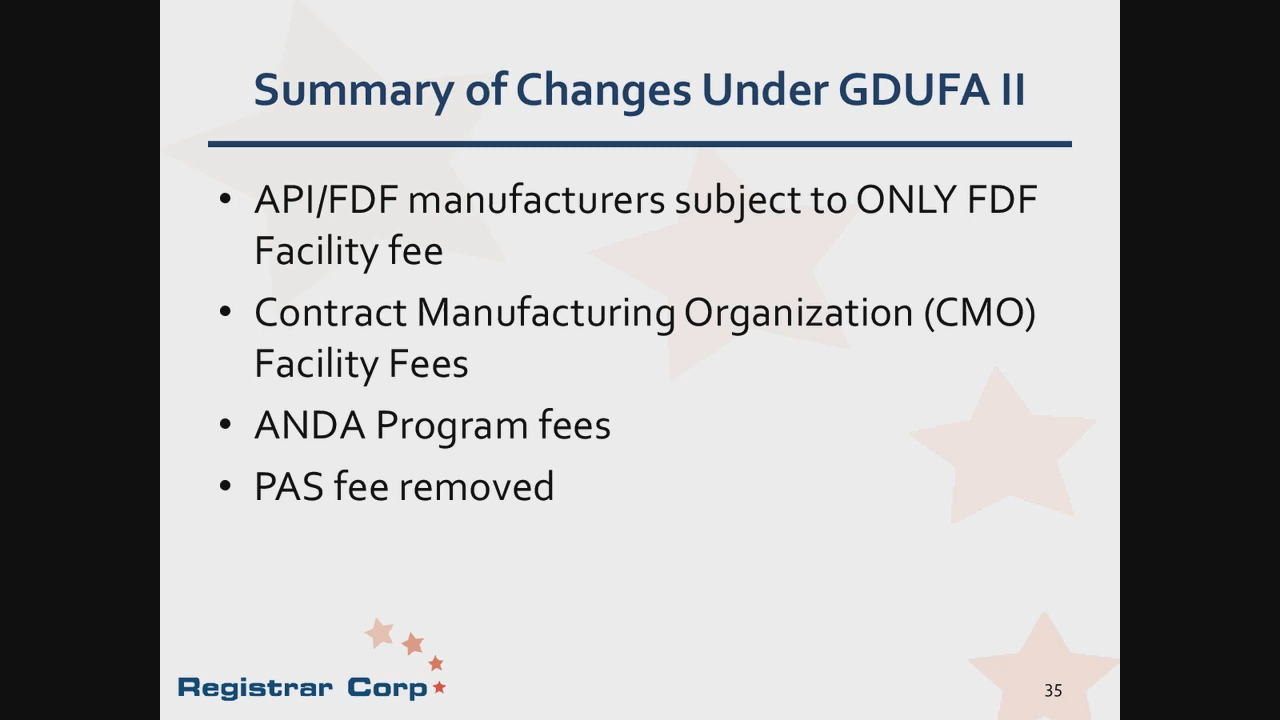 Summary of Changes Under GDUFA II
• API/FDF manufacturers subject to ONLY FDF
Facility fee
• Contract Manufacturing Organization (CMO)
Facility Fees
• ANDA Program fees
• PAS fee removed
Registrar Corp
35